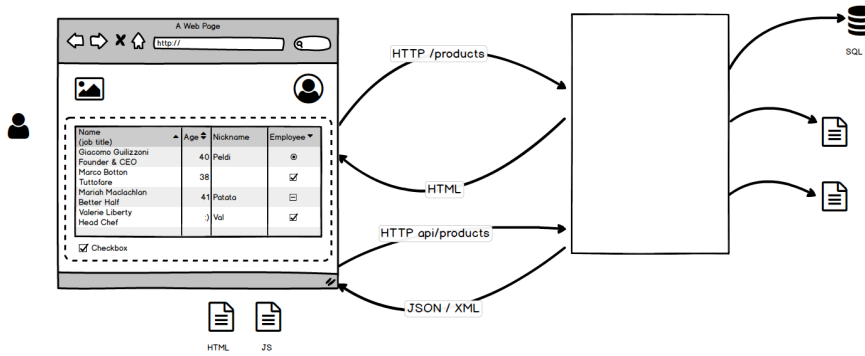 A Web Page
http://
HTTP /products
SQL
Name
(job title)
Age
Nickname
Employee
Giacomo Guilizzoni
Founder & CEO
40
Peldi
Marco Botton
Tuttofare
38
Mariah Maclachlan
Better Half
41
Patata
Valerie Liberty
Head Chef
:)
Val
HTML
HTTP api/products
Checkbox
JSON / XML
HTML
JS